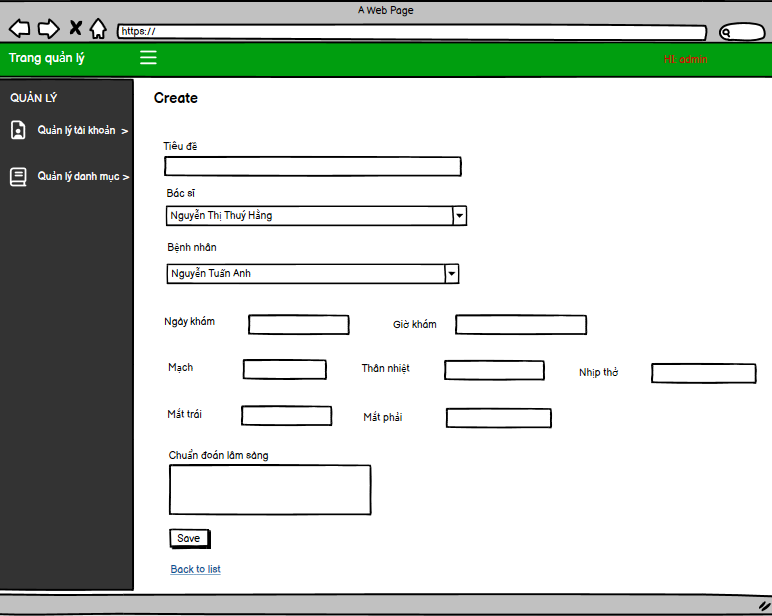 A Web Page
https://
Trang quản lý
Hi! admin
QUẢN LÝ
Quản lý tài khoản >
Quản lý danh mục >
Create
Tiêu đề
Bác sĩ
Nguyễn Thị Thuý Hằng
Bệnh nhân
Nguyễn Tuấn Anh
Ngày khám
Giờ khám
Mạch
Thân nhiệt
Nhịp thở
Mắt trái
Mắt phải
Chuẩn đoán lâm sàng
Save
Back to list